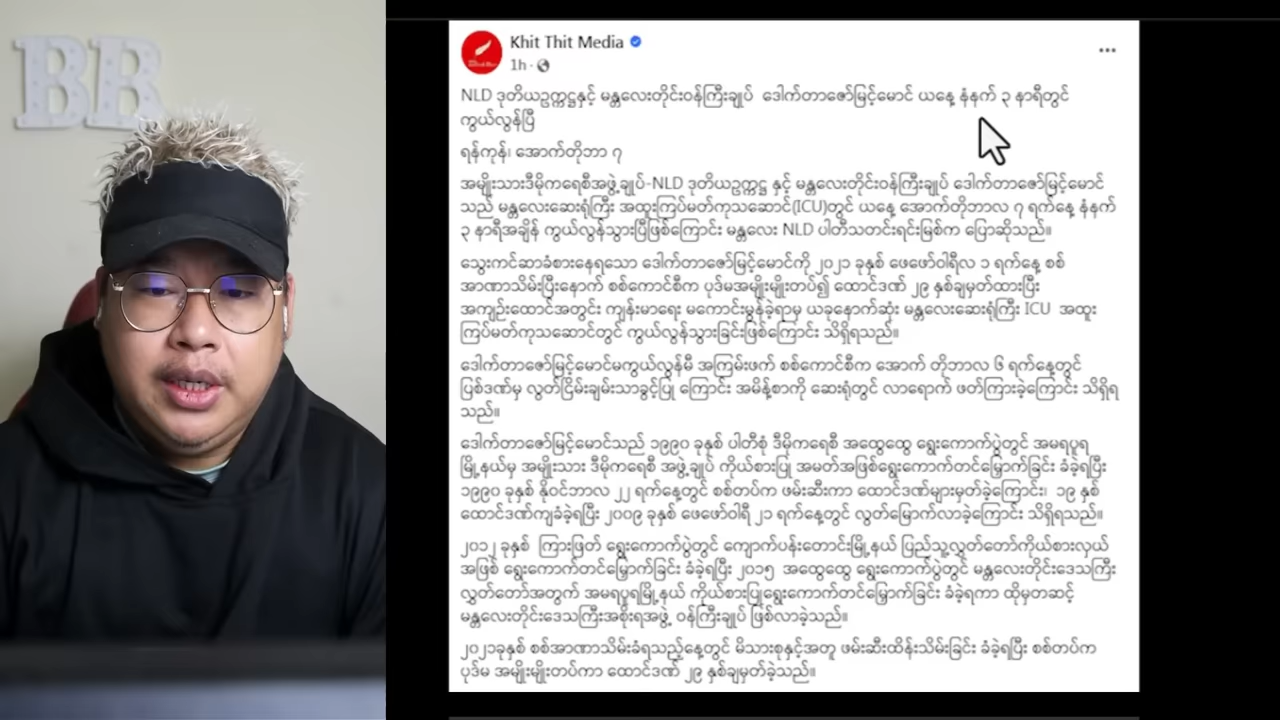 BB
Khit Thit Media
1h ·
NLD ဒုတိယဥက္ကဋ္ဌနှင့် မန္တလေးတိုင်းဝန်ကြီးချုပ် ဒေါက်တာဇော်မြင့်မောင် ယနေ့ နံနက် ၃ နာရီတွင်
ကွယ်လွန်ပြီ
ရန်ကုန်၊ အောက်တိုဘာ ၇
အမျိုးသားဒီမိုကရေစီအဖွဲ့ချုပ်-NLD ဒုတိယဥက္ကဋ္ဌ နှင့် မန္တလေးတိုင်းဝန်ကြီးချုပ် ဒေါက်တာဇော်မြင့်မောင်
သည် မန္တလေးဆေးရုံကြီး အထူးကြပ်မတ်ကုသဆောင်(ICU)တွင် ယနေ့ အောက်တိုဘာလ ၇ ရက်နေ့ နံနက်
၃ နာရီအချိန် ကွယ်လွန်သွားပြီဖြစ်ကြောင်း မန္တလေး NLD ပါတီသတင်းရင်းမြစ်က ပြောဆိုသည်။
သွေးကင်ဆာခံစားနေရသော ဒေါက်တာဇော်မြင့်မောင်ကို ၂၀၂၁ ခုနှစ် ဖေဖော်ဝါရီလ ၁ ရက်နေ့ စစ်
အာဏာသိမ်းပြီးနောက် စစ်ကောင်စီက ပုဒ်မအမျိုးမျိုးတပ်၍ ထောင်ဒဏ် ၂၉ နှစ်ချမှတ်ထားပြီး
အကျဉ်းထောင်အတွင်း ကျန်းမာရေး မကောင်းမွန်ခဲ့ရာမှ ယခုနောက်ဆုံး မန္တလေးဆေးရုံကြီး ICU အထူး
ကြပ်မတ်ကုသဆောင်တွင် ကွယ်လွန်သွားခြင်းဖြစ်ကြောင်း သိရှိရသည်။
ဒေါက်တာဇော်မြင့်မောင်မကွယ်လွန်မီ အကြမ်းဖက် စစ်ကောင်စီက အောက် တိုဘာလ ၆ ရက်နေ့တွင်
ပြစ်ဒဏ်မှ လွတ်ငြိမ်းချမ်းသာခွင့်ပြု ကြောင်း အမိန့်စာကို ဆေးရုံတွင် လာရောက် ဖတ်ကြားခဲ့ကြောင်း သိရှိရ
သည်။
ဒေါက်တာဇော်မြင့်မောင်သည် ၁၉၉၀ ခုနှစ် ပါတီစုံ ဒီမိုကရေစီ အထွေထွေ ရွေးကောက်ပွဲတွင် အမရပူရ
မြို့နယ်မှ အမျိုးသား ဒီမိုကရေစီ အဖွဲ့ချုပ် ကိုယ်စားပြု အမတ်အဖြစ်ရွေးကောက်တင်မြှောက်ခြင်း ခံခဲ့ရပြီး
၁၉၉၀ ခုနှစ် နိုဝင်ဘာလ ၂၂ ရက်နေ့တွင် စစ်တပ်က ဖမ်းဆီးကာ ထောင်ဒဏ်များမှတ်ခဲ့ကြောင်း၊ ၁၉ နှစ်
ထောင်ဒဏ်ကျခံခဲ့ရပြီး ၂၀၀၉ ခုနှစ် ဖေဖော်ဝါရီ ၂၁ ရက်နေ့တွင် လွတ်မြောက်လာခဲ့ကြောင်း သိရှိရသည်။
၂၀၁၂ ခုနှစ် ကြားဖြတ် ရွေးကောက်ပွဲတွင် ကျောက်ပန်းတောင်းမြို့နယ် ပြည်သူ့လွှတ်တော်ကိုယ်စားလှယ်
အဖြစ် ရွေးကောက်တင်မြှောက်ခြင်း ခံခဲ့ရပြီး ၂၀၁၅ အထွေထွေ ရွေးကောက်ပွဲတွင် မန္တလေးတိုင်းဒေသကြီး
လွှတ်တော်အတွက် အမရပူရမြို့နယ် ကိုယ်စားပြုရွေးကောက်တင်မြှောက်ခြင်း ခံခဲ့ရကာ ထိုမှတဆင့်
မန္တလေးတိုင်းဒေသကြီးအစိုးရအဖွဲ့ ဝန်ကြီးချုပ် ဖြစ်လာခဲ့သည်။
၂၀၂၁ခုနှစ် စစ်အာဏာသိမ်းခံရသည့်နေ့တွင် မိသားစုနှင့်အတူ ဖမ်းဆီးထိန်းသိမ်းခြင်း ခံခဲ့ရပြီး စစ်တပ်က
ပုဒ်မ အမျိုးမျိုးတပ်ကာ ထောင်ဒဏ် ၂၉ နှစ်ချမှတ်ခဲ့သည်။